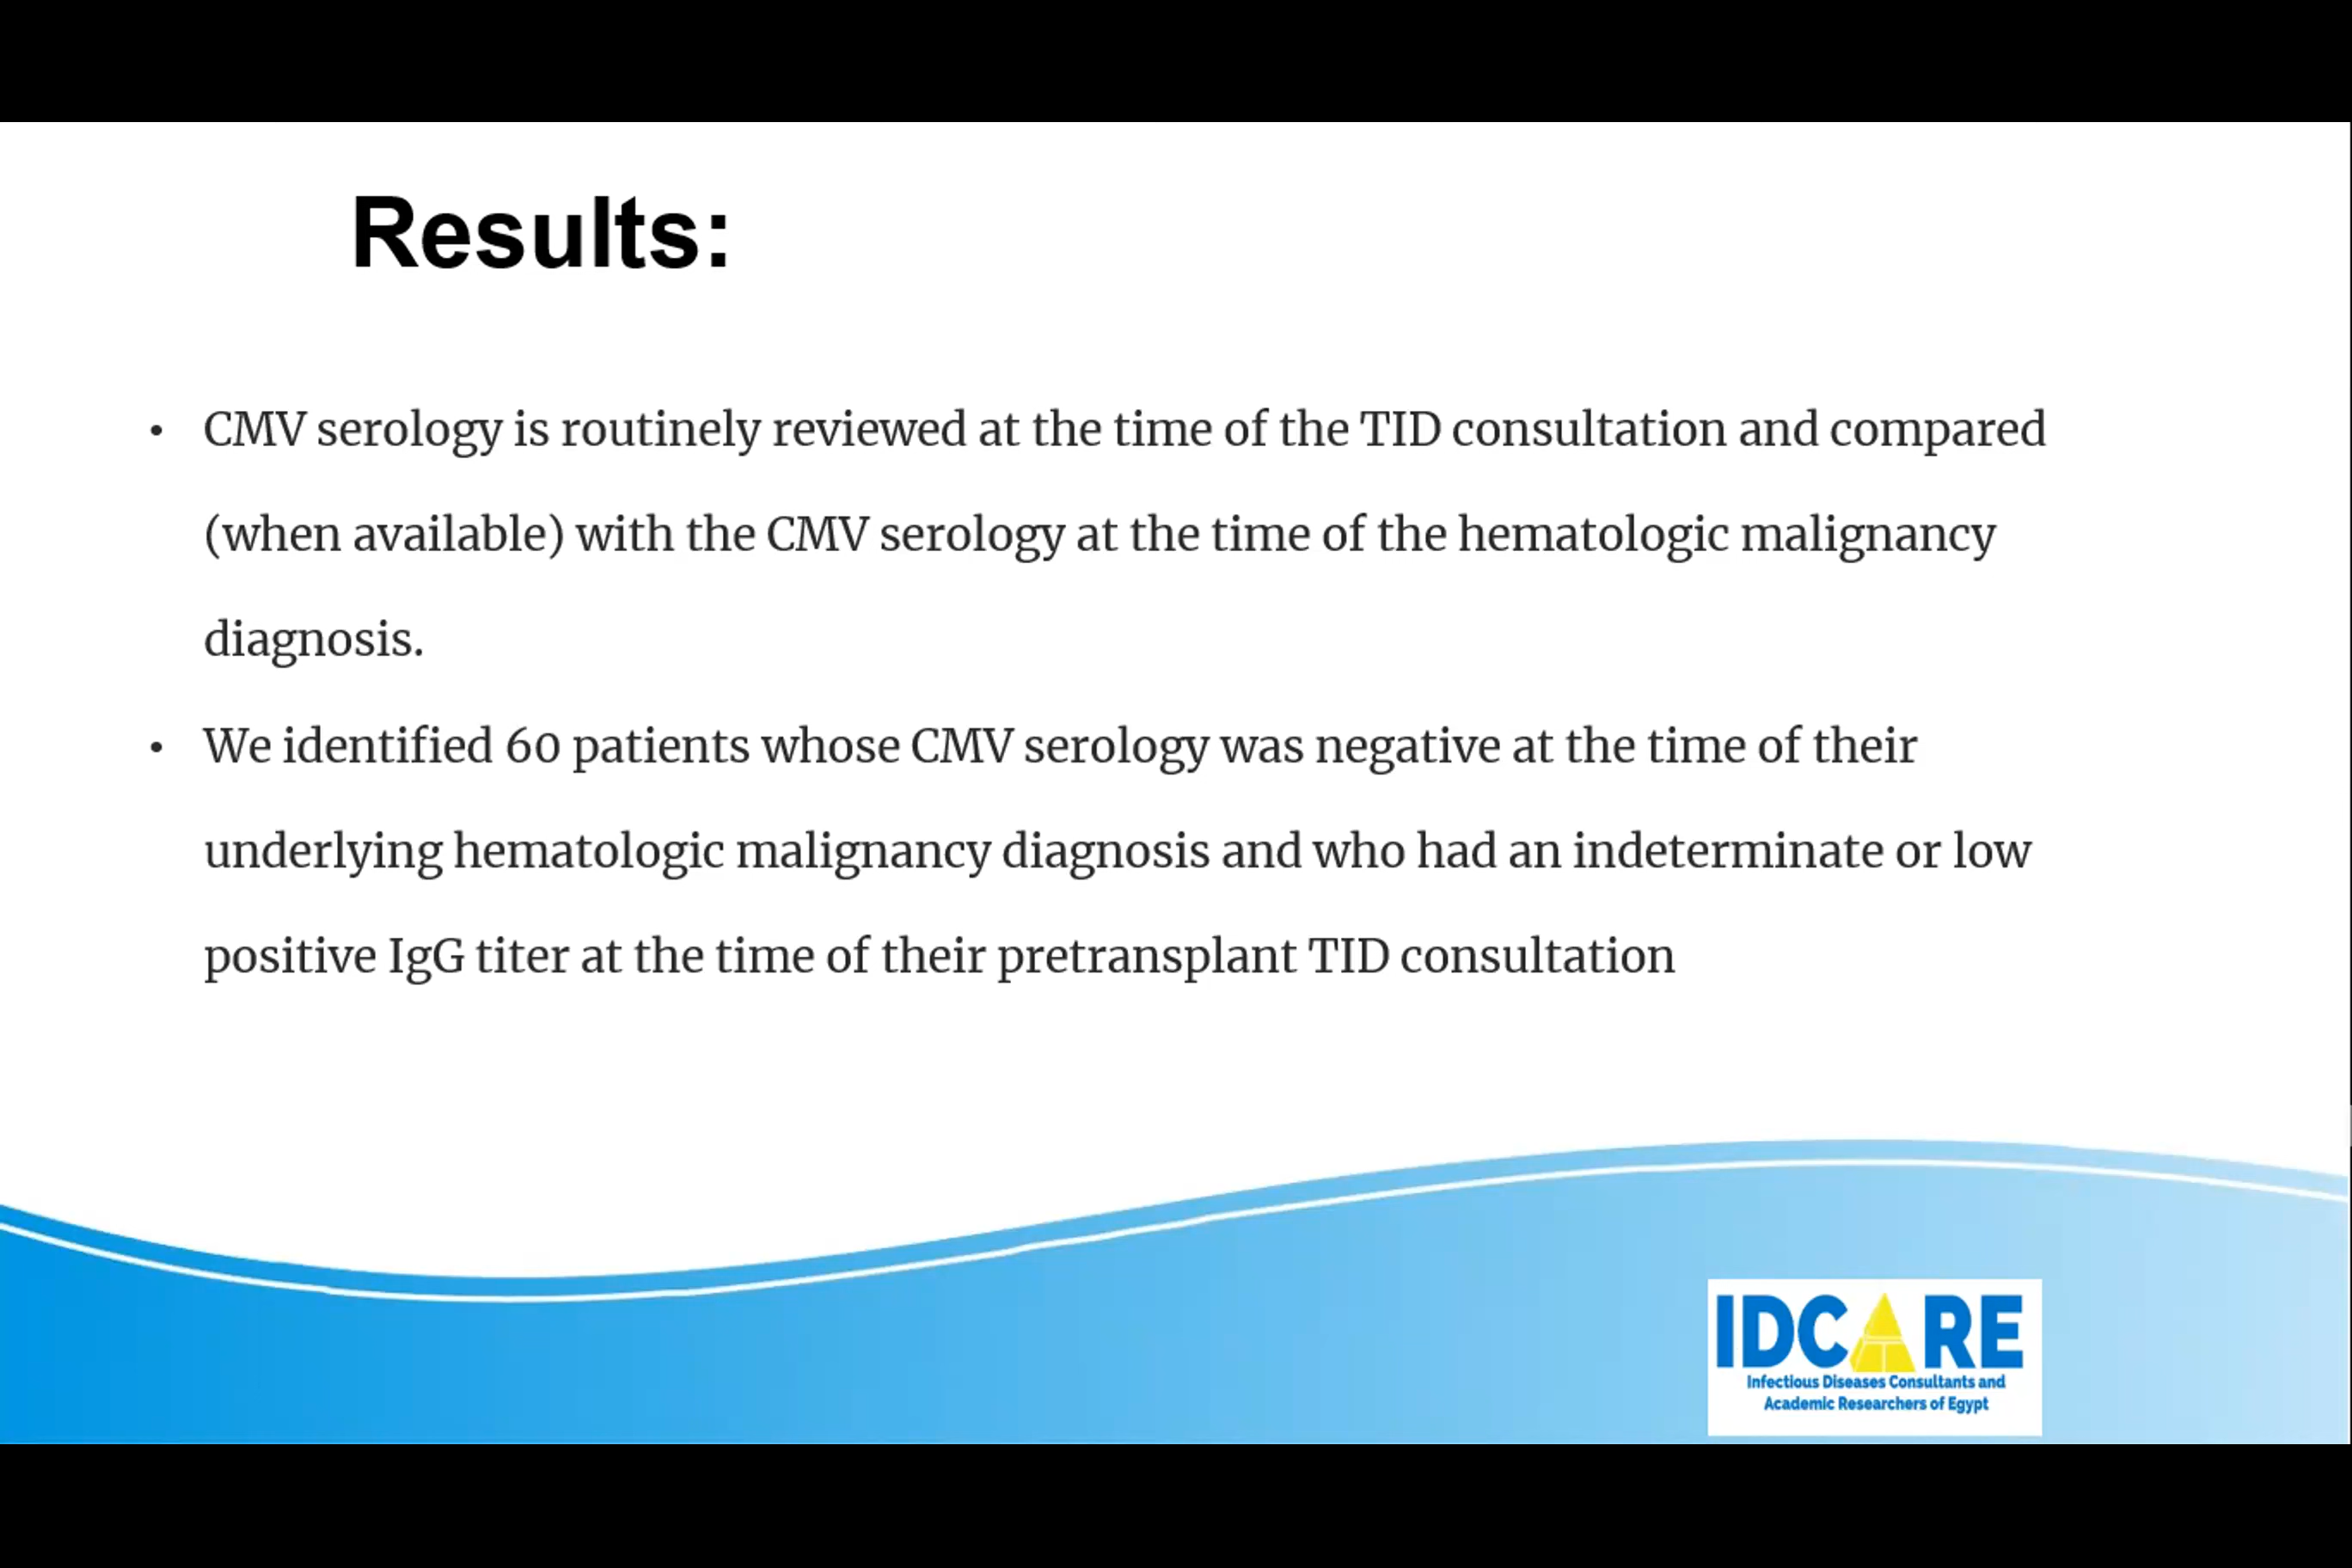 Results:
• CMV serology is routinely reviewed at the time of the TID consultation and compared
(when available) with the CMV serology at the time of the hematologic malignancy
diagnosis.
• We identified 60 patients whose CMV serology was negative at the time of their
underlying hematologic malignancy diagnosis and who had an indeterminate or low
positive IgG titer at the time of their pretransplant TID consultation
IDCARE
Infectious Diseases Consultants and
Academic Researchers of Egypt